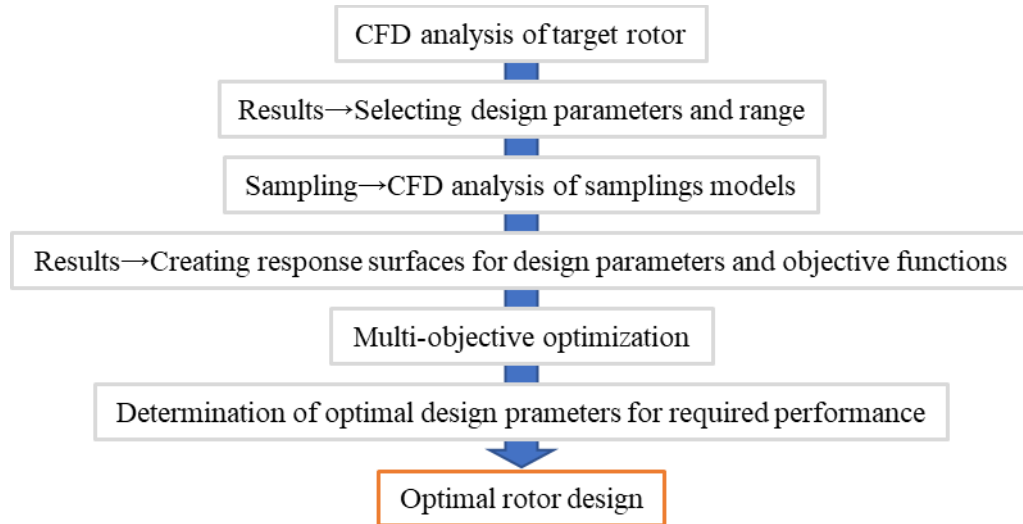 CFD analysis of target rotor
Results→Selecting design parameters and range
Sampling→CFD analysis of samplings models
Results→Creating response surfaces for design parameters and objective functions
Multi-objective optimization
Determination of optimal design prameters for required performance
Optimal rotor design